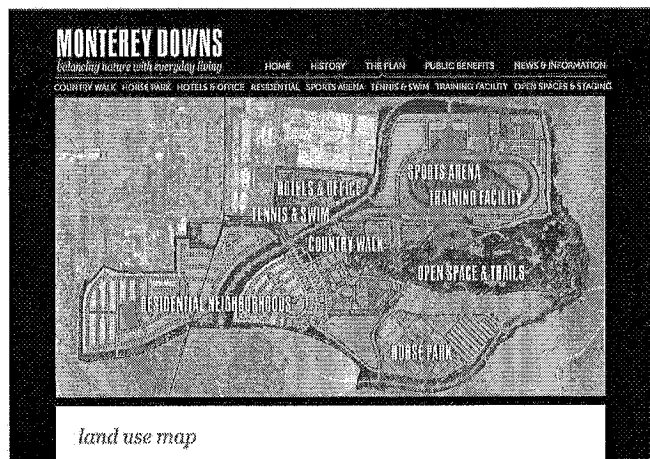 MONTEREY DOWNS
balancing nature with everyday living
HOME HISTORY THE PLAN PUBLIC BENEFITS NEWS & INFORMATION
COUNTRY WALK HORSE PARK HOTELS & OFFICE RESIDENTIAL SPORTS ARENA TENNIS & SWIM TRAINING FACILITY OPEN SPACES & STAGING
SPORTS ARENA
HOTELS & OFFICE
TRAINING FACILITY
TENNIS & SWIM
COUNTRY WALK
OPEN SPACE & TRAILS
RESIDENTIAL NEIGHBORHOODS
HORSE PARK
land use map